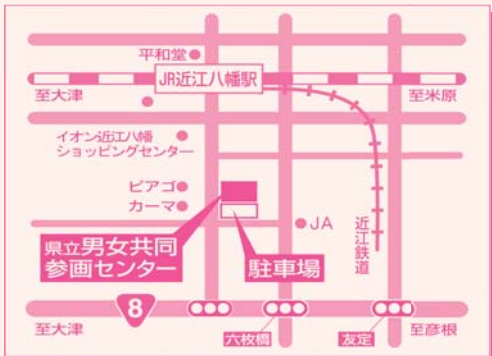 平和堂
JR近江八幡駅
至大津
至米原
イオン近江八幡
ショッピングセンター
ピアゴ
カーマ
JA
近江鉄道
県立男女共同
参画センター
駐車場
8
六枚橋
友定
至大津
至彦根